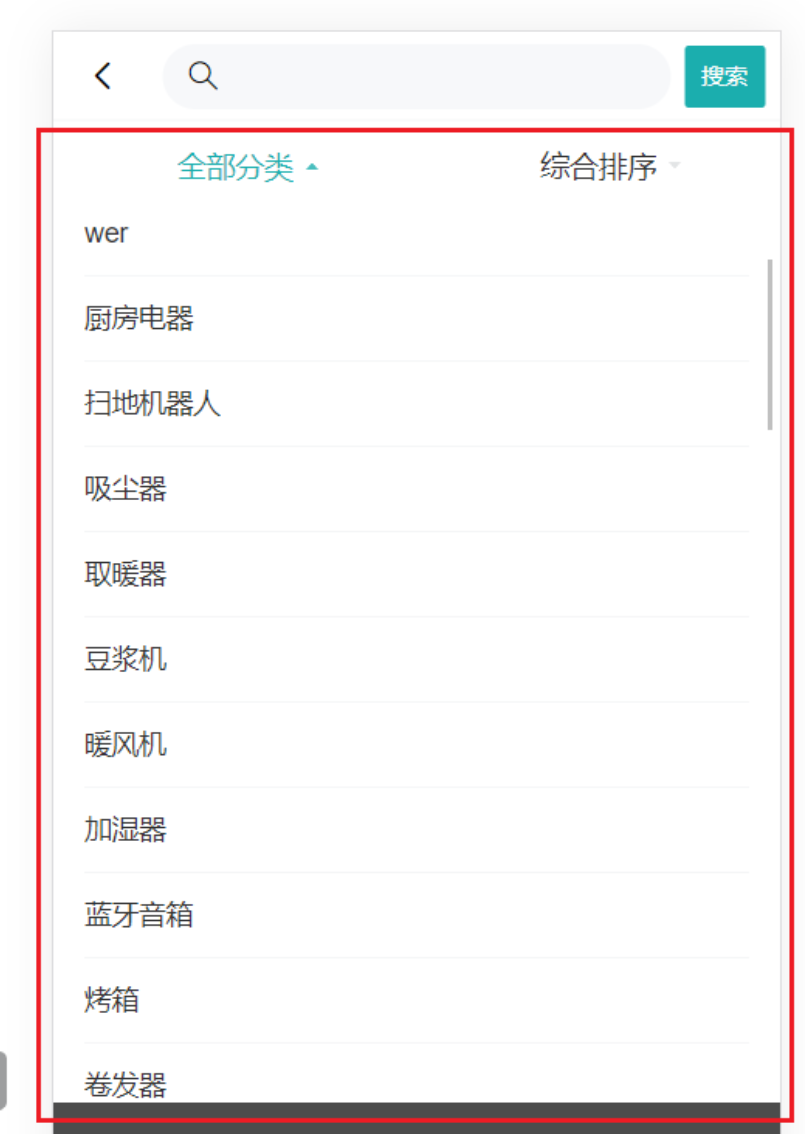 搜索
全部分类 综合排序
wer
厨房电器
扫地机器人
吸尘器
取暖器
豆浆机
暖风机
加湿器
蓝牙音箱
烤箱
卷发器